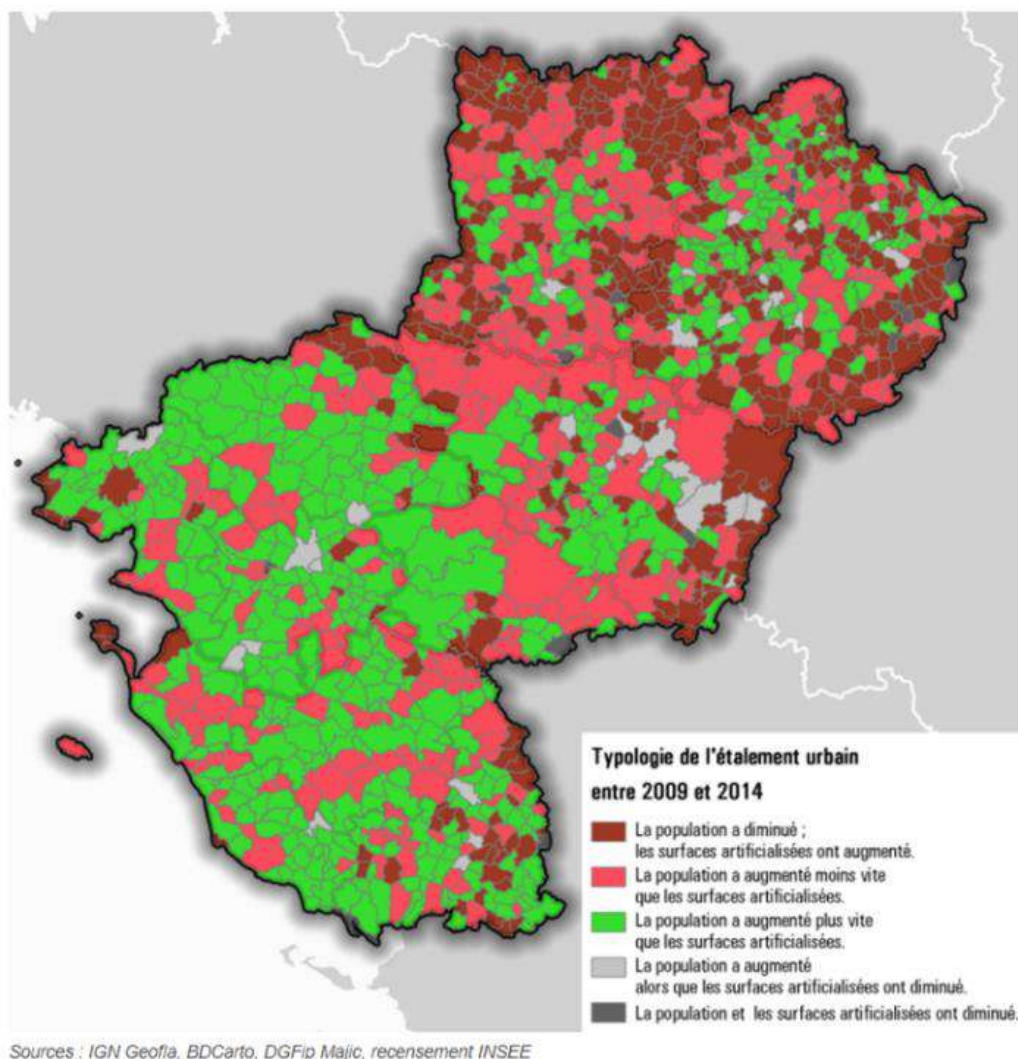 Typologie de l'étalement urbain
entre 2009 et 2014
La population a diminué ;
les surfaces artificialisées ont augmenté.
La population a augmenté moins vite
que les surfaces artificialisées.
La population a augmenté plus vite
que les surfaces artificialisées.
La population a augmenté
alors que les surfaces artificialisées ont diminué.
La population et les surfaces artificialisées ont diminué.
Sources : IGN Geofla, BDCarto, DGFip Majic, recensement INSEE